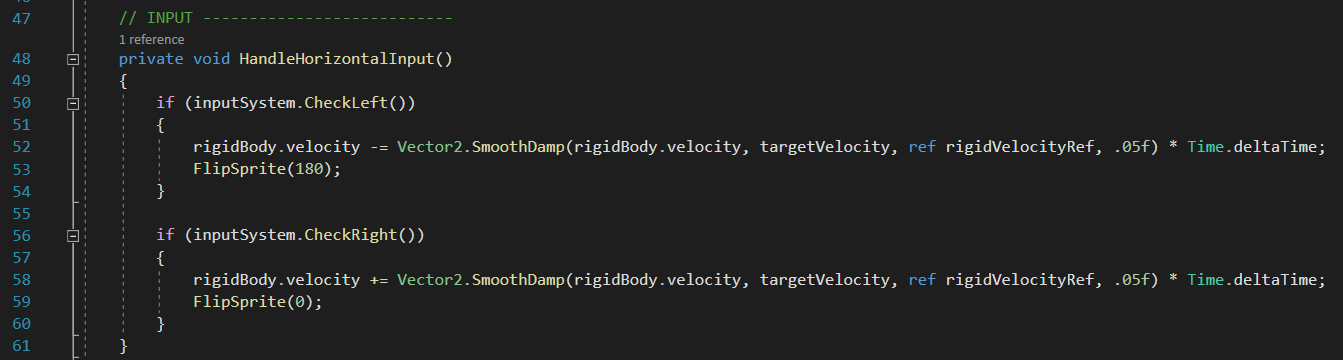 47 // INPUT ---------------------------
1 reference
48 private void HandleHorizontalInput()
49 {
50 if (inputSystem.CheckLeft())
51 {
52 rigidBody.velocity -= Vector2.SmoothDamp(rigidBody.velocity, targetVelocity, ref rigidVelocityRef, .05f) * Time.deltaTime;
53 FlipSprite(180);
54 }
55
56 if (inputSystem.CheckRight())
57 {
58 rigidBody.velocity += Vector2.SmoothDamp(rigidBody.velocity, targetVelocity, ref rigidVelocityRef, .05f) * Time.deltaTime;
59 FlipSprite(0);
60 }
61 }